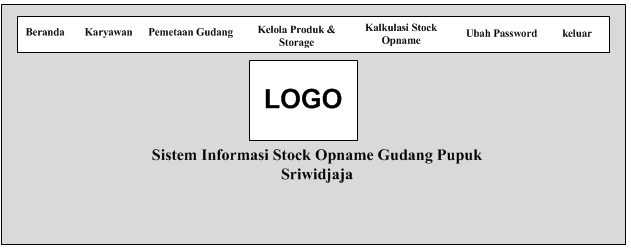 Beranda Karyawan Pemetaan Gudang Kelola Produk & Kalkulasi Stock Ubah Password keluar
Storage Opname
LOGO
Sistem Informasi Stock Opname Gudang Pupuk
Sriwidjaja